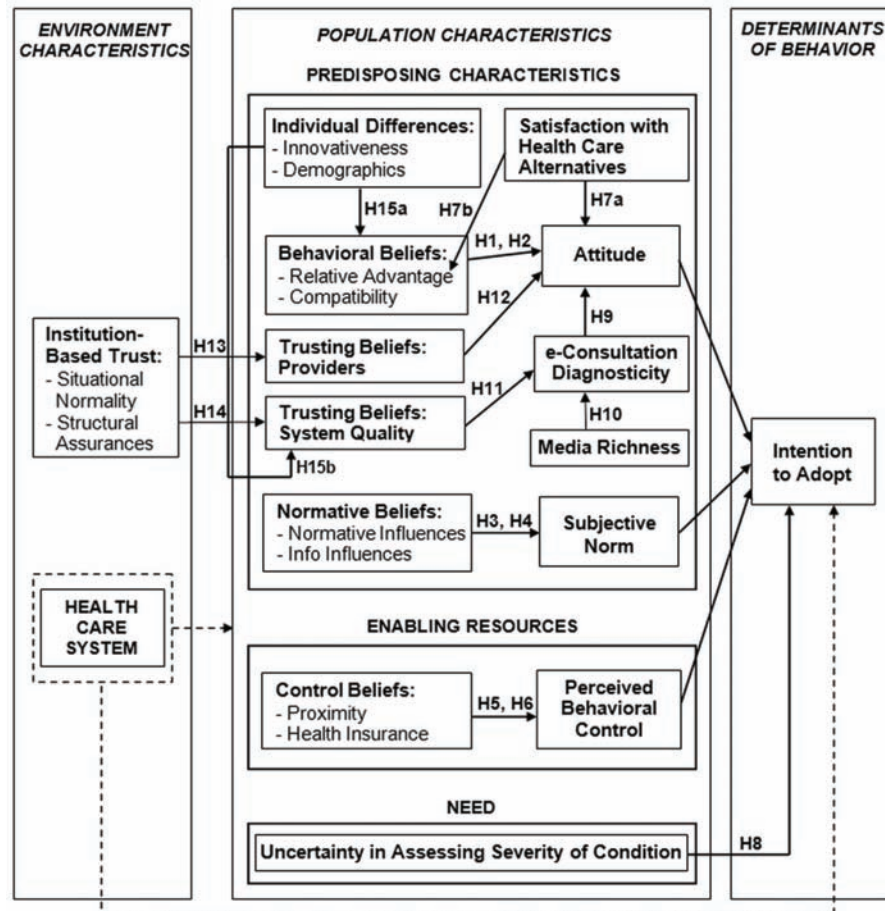 ENVIRONMENT
CHARACTERISTICS
POPULATION CHARACTERISTICS
DETERMINANTS
OF BEHAVIOR
PREDISPOSING CHARACTERISTICS
Individual Differences:
- Innovativeness
- Demographics
Satisfaction with
Health Care
Alternatives
H15a
H7b
H7a
Behavioral Beliefs:
- Relative Advantage
- Compatibility
H1, H2
Attitude
H12
H9
Institution-
Based Trust:
- Situational
Normality
- Structural
Assurances
H13
Trusting Beliefs:
Providers
e-Consultation
Diagnosticity
H14
Trusting Beliefs:
System Quality
H11
H10
Media Richness
H15b
Intention
to Adopt
Normative Beliefs:
- Normative Influences
- Info Influences
H3, H4
Subjective
Norm
HEALTH
CARE
SYSTEM
ENABLING RESOURCES
Control Beliefs:
- Proximity
- Health Insurance
H5, H6
Perceived
Behavioral
Control
NEED
Uncertainty in Assessing Severity of Condition
H8